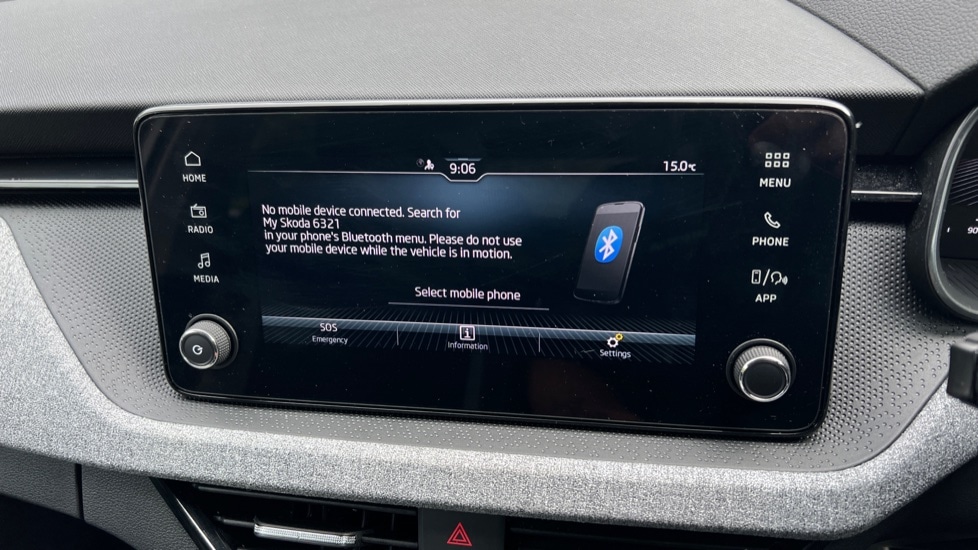 9:06
15.0°c
HOME
RADIO
MEDIA
No mobile device connected. Search for
My Skoda 6321
in your phone's Bluetooth menu. Please do not use
your mobile device while the vehicle is in motion.
Select mobile phone
SOS
Emergency
Information
Settings
MENU
PHONE
APP
90